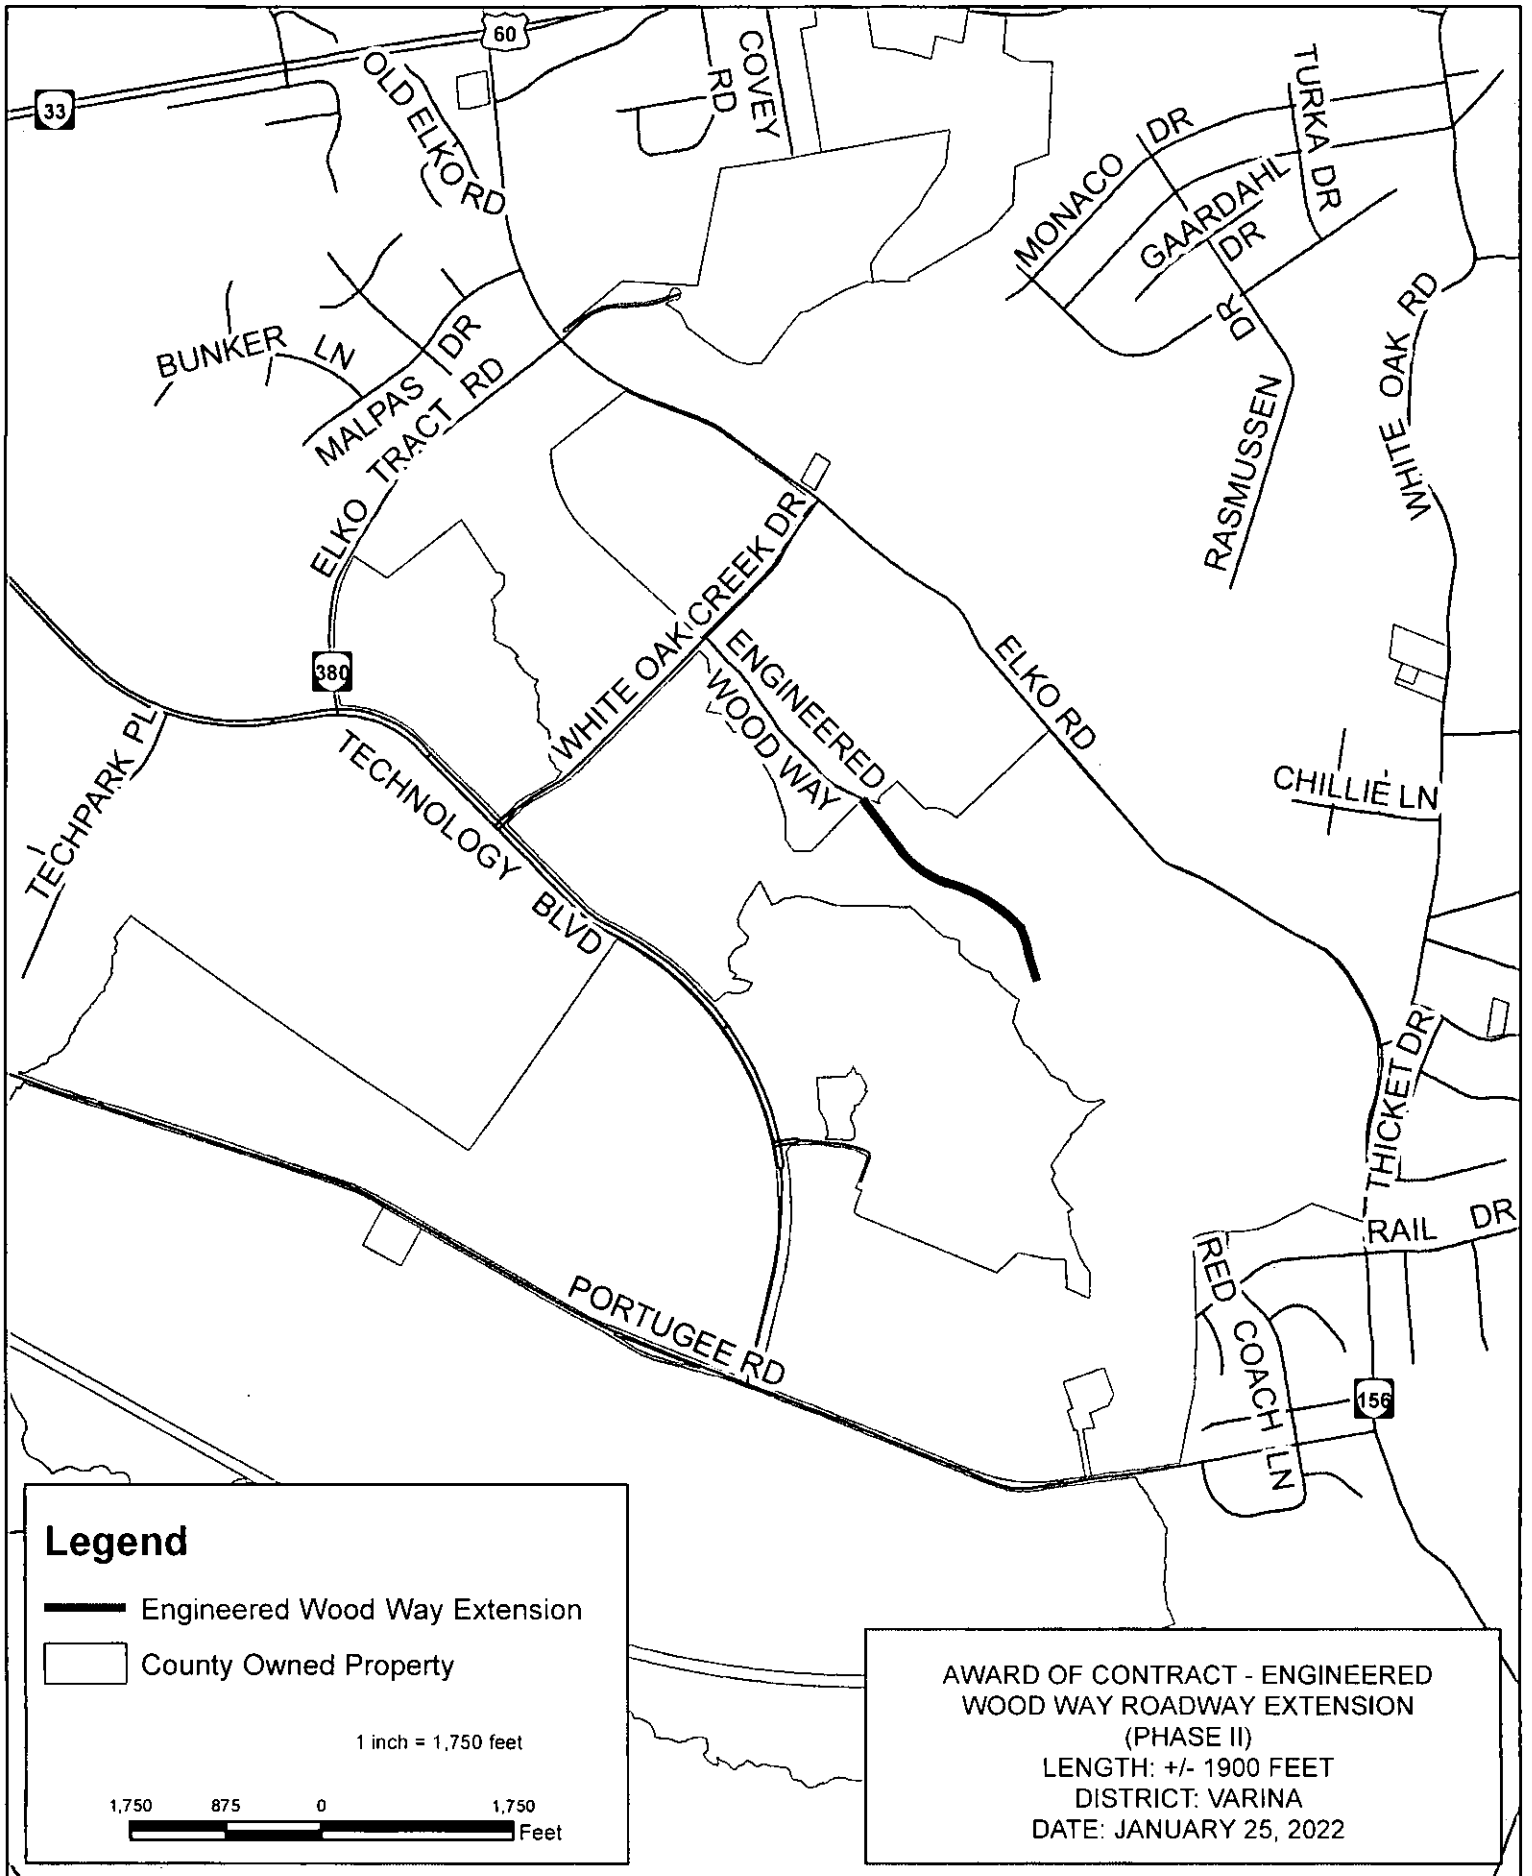 60
33
OLD ELKO RD
COVEY
RD
TURKA DR
MONACO DR
GAARDAHL
DR
DR
RASMUSSEN
WHITE OAK RD
BUNKER LN
MALPAS DR
ELKO TRACT RD
WHITE OAK CREEK DR
380
ENGINEERED
WOOD WAY
ELKO RD
TECHPARK PL
TECHNOLOGY BLVD
CHILLIE LN
THICKET DR
RAIL DR
RED COACH LN
PORTUGEE RD
156
Legend
Engineered Wood Way Extension
County Owned Property
1 inch = 1,750 feet
1,750 875 0 1,750
Feet
AWARD OF CONTRACT - ENGINEERED
WOOD WAY ROADWAY EXTENSION
(PHASE II)
LENGTH: +/- 1900 FEET
DISTRICT: VARINA
DATE: JANUARY 25, 2022